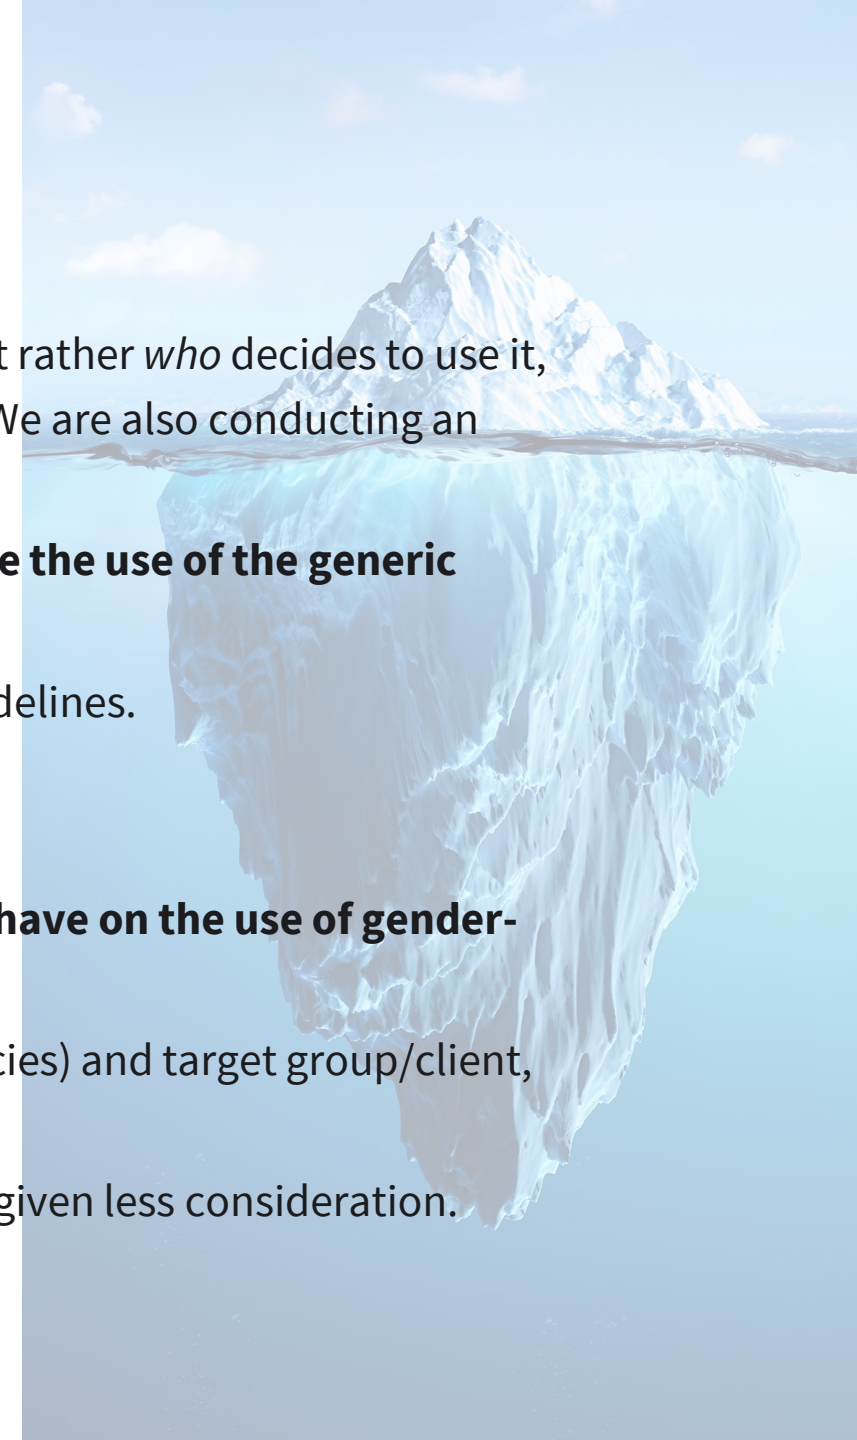 t rather who decides to use it,
We are also conducting an
e the use of the generic
delines.
have on the use of gender-
cies) and target group/client,
given less consideration.